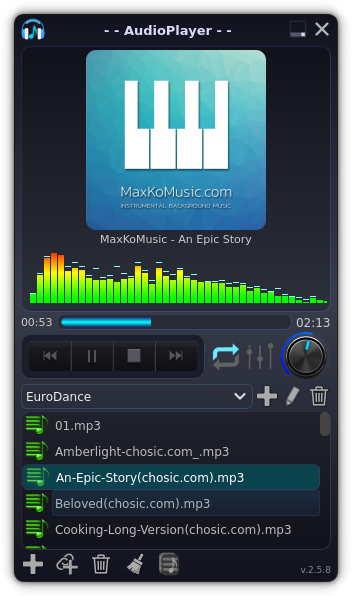 - - AudioPlayer - -
MaxKoMusic.com
INSTRUMENTAL BACKGROUND MUSIC
MaxKoMusic - An Epic Story
00:53
02:13
EuroDance
01.mp3
Amberlight-chosic.com_.mp3
An-Epic-Story(chosic.com).mp3
Beloved(chosic.com).mp3
Cooking-Long-Version(chosic.com).mp3
v.2.5.8